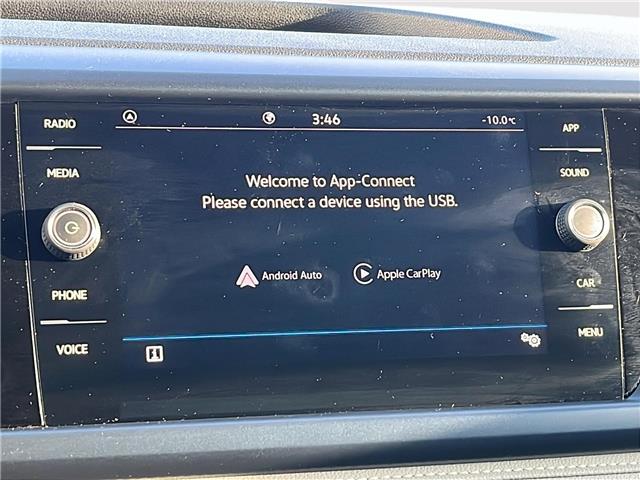 RADIO
MEDIA
PHONE
VOICE
3:46
-10.0°C
Welcome to App-Connect
Please connect a device using the USB.
Android Auto
Apple CarPlay
APP
SOUND
CAR
MENU